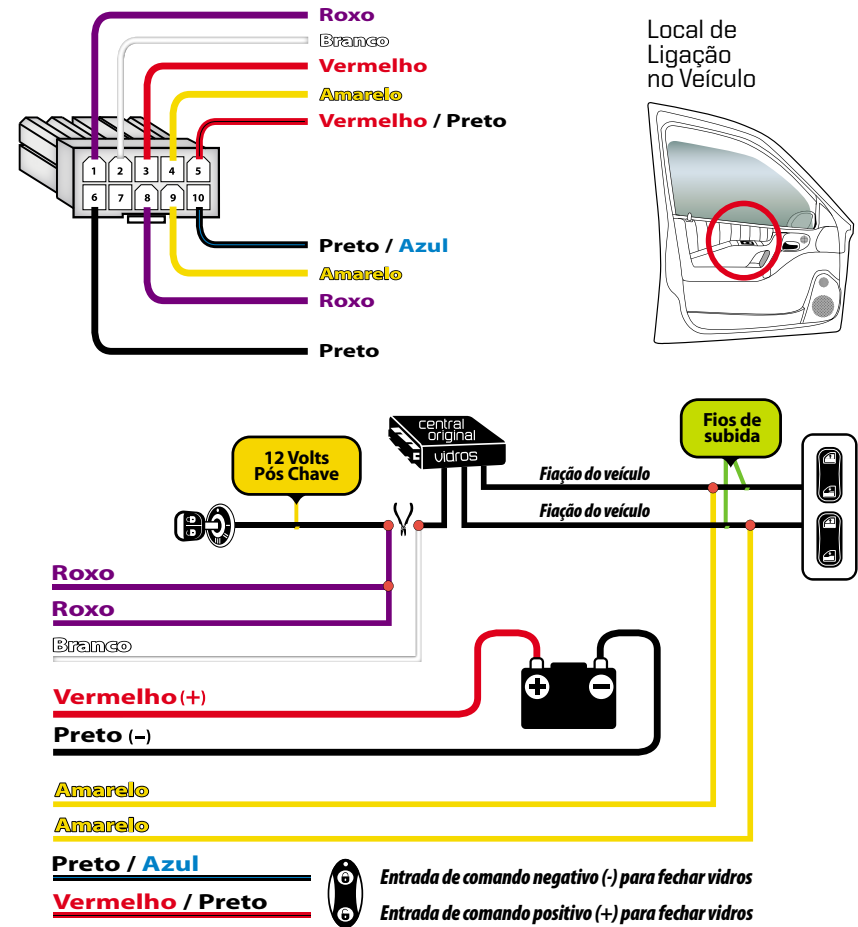 Roxo
Branco
Vermelho
Amarelo
Vermelho / Preto
1 2 3 4 5
6 7 8 9 10
Preto / Azul
Amarelo
Roxo
Preto
Local de
Ligação
no Veículo
12 Volts
Pós Chave
central
original
vidros
Fios de
subida
Fiação do veículo
Fiação do veículo
Roxo
Roxo
Branco
Vermelho (+)
Preto (−)
Amarelo
Amarelo
Preto / Azul
Entrada de comando negativo (-) para fechar vidros
Vermelho / Preto
Entrada de comando positivo (+) para fechar vidros